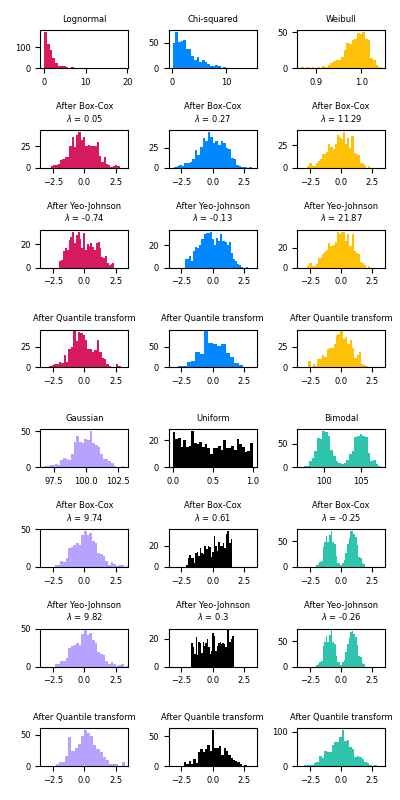 Lognormal Chi-squared Weibull
100 50 50
0 0 0
0 10 20 0 10 0.9 1.0
After Box-Cox After Box-Cox After Box-Cox
λ = 0.05 λ = 0.27 λ = 11.29
25 25 25
0 0 0
−2.5 0.0 2.5 −2.5 0.0 2.5 −2.5 0.0 2.5
After Yeo-Johnson After Yeo-Johnson After Yeo-Johnson
λ = -0.74 λ = -0.13 λ = 21.87
20 20 20
0 0 0
−2.5 0.0 2.5 −2.5 0.0 2.5 −2.5 0.0 2.5
After Quantile transform After Quantile transform After Quantile transform
25 50 25
0 0 0
−2.5 0.0 2.5 −2.5 0.0 2.5 −2.5 0.0 2.5
Gaussian Uniform Bimodal
50 20 50
0 0 0
97.5 100.0 102.5 0.0 0.5 1.0 100 105
After Box-Cox After Box-Cox After Box-Cox
λ = 9.74 λ = 0.61 λ = -0.25
50 20 50
0 0 0
−2.5 0.0 2.5 −2.5 0.0 2.5 −2.5 0.0 2.5
After Yeo-Johnson After Yeo-Johnson After Yeo-Johnson
λ = 9.82 λ = 0.3 λ = -0.26
50 20 50
0 0 0
−2.5 0.0 2.5 −2.5 0.0 2.5 −2.5 0.0 2.5
After Quantile transform After Quantile transform After Quantile transform
50 50 100
0 0 0
−2.5 0.0 2.5 −2.5 0.0 2.5 −2.5 0.0 2.5